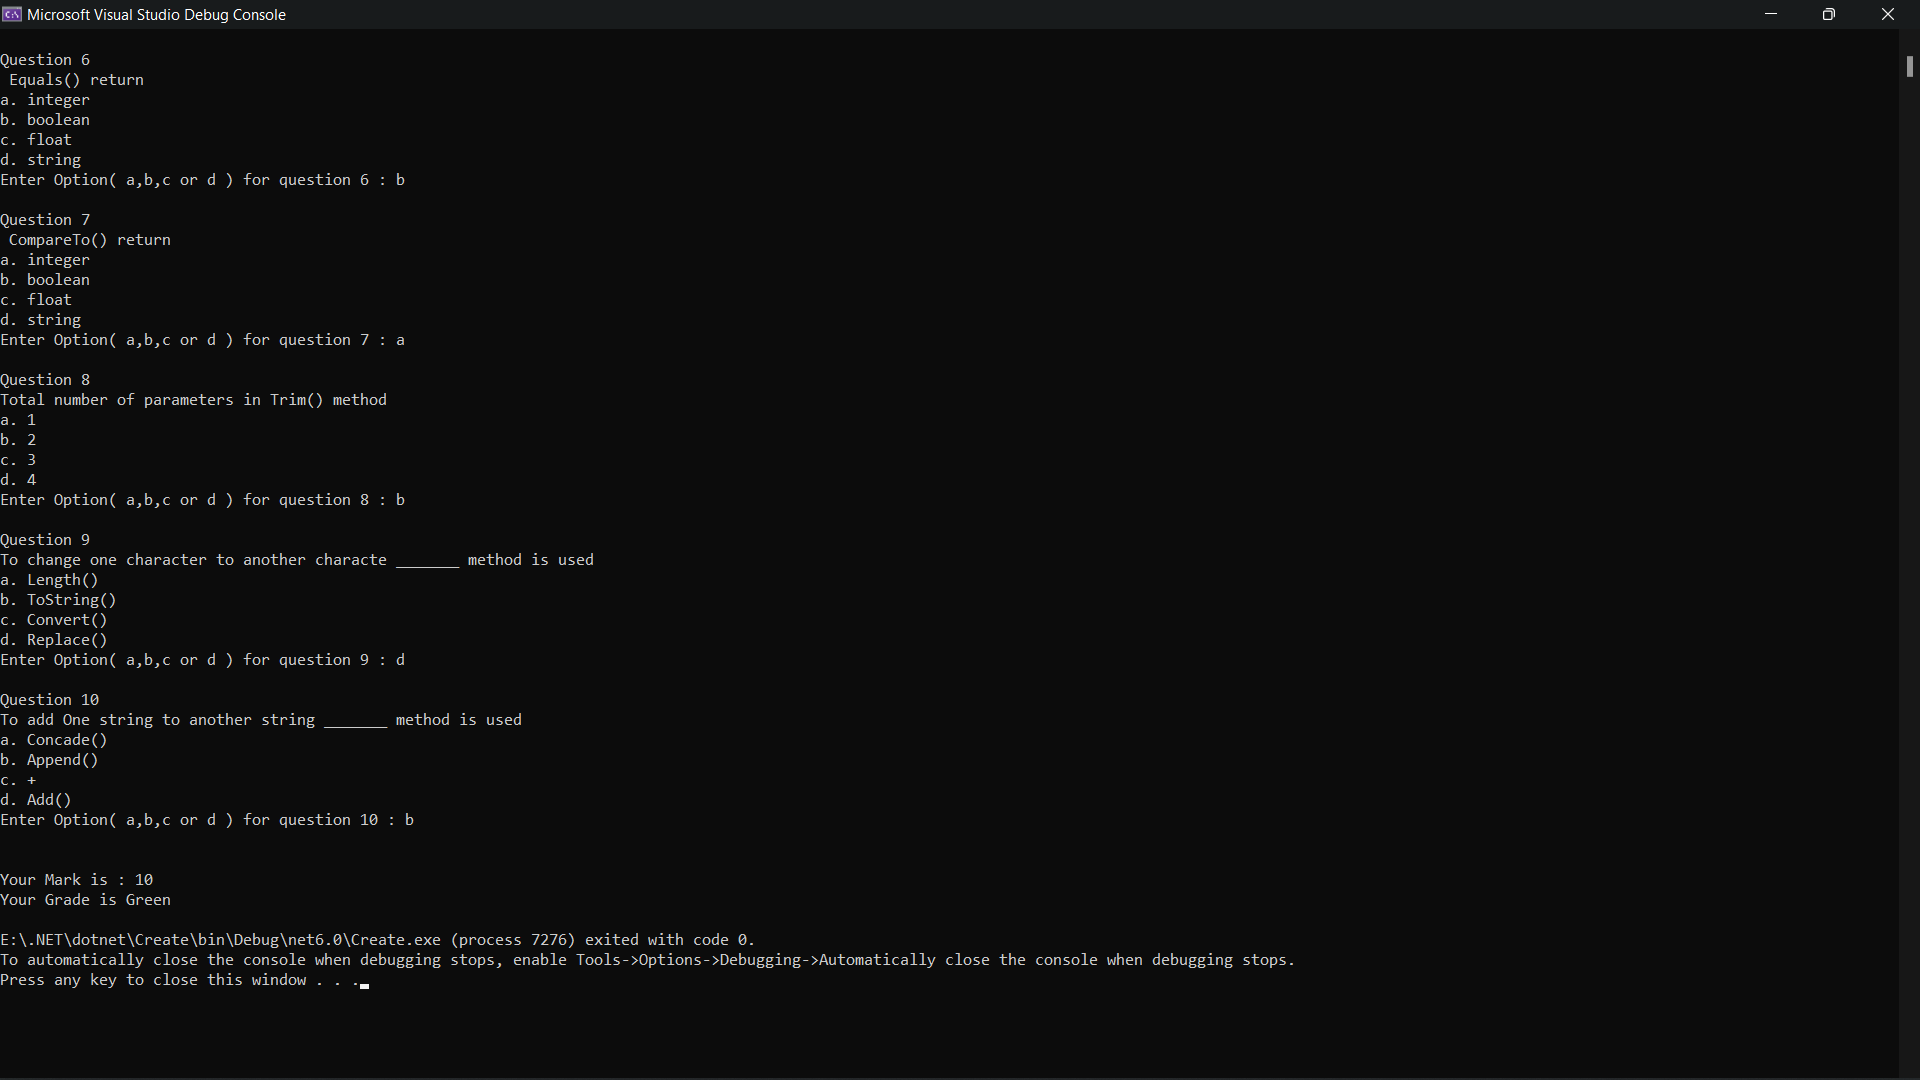 Microsoft Visual Studio Debug Console
Question 6
Equals() return
a. integer
b. boolean
c. float
d. string
Enter Option( a,b,c or d ) for question 6 : b
Question 7
CompareTo() return
a. integer
b. boolean
c. float
d. string
Enter Option( a,b,c or d ) for question 7 : a
Question 8
Total number of parameters in Trim() method
a. 1
b. 2
c. 3
d. 4
Enter Option( a,b,c or d ) for question 8 : b
Question 9
To change one character to another characte _______ method is used
a. Length()
b. ToString()
c. Convert()
d. Replace()
Enter Option( a,b,c or d ) for question 9 : d
Question 10
To add One string to another string _______ method is used
a. Concade()
b. Append()
c. +
d. Add()
Enter Option( a,b,c or d ) for question 10 : b
Your Mark is : 10
Your Grade is Green
E:\.NET\dotnet\Create\bin\Debug\net6.0\Create.exe (process 7276) exited with code 0.
To automatically close the console when debugging stops, enable Tools->Options->Debugging->Automatically close the console when debugging stops.
Press any key to close this window . . .